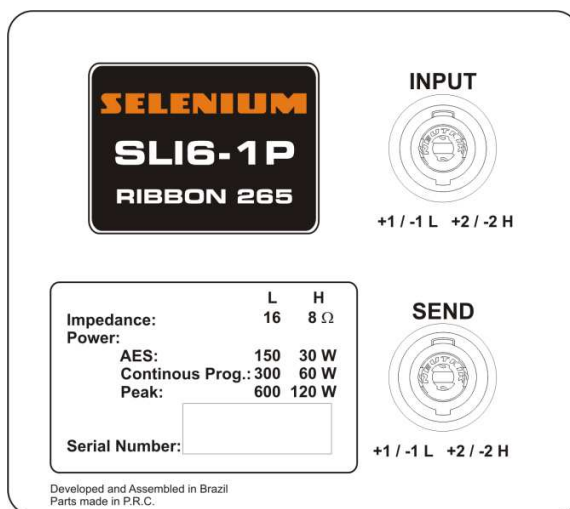 SELENIUM
SLI6-1P
RIBBON 265
INPUT
NEUTRIK
+1 / -1 L +2 / -2 H
L H
Impedance: 16 8 Ω
Power:
AES: 150 30 W
Continous Prog.: 300 60 W
Peak: 600 120 W
Serial Number:
SEND
NEUTRIK
+1 / -1 L +2 / -2 H
Developed and Assembled in Brazil
Parts made in P.R.C.